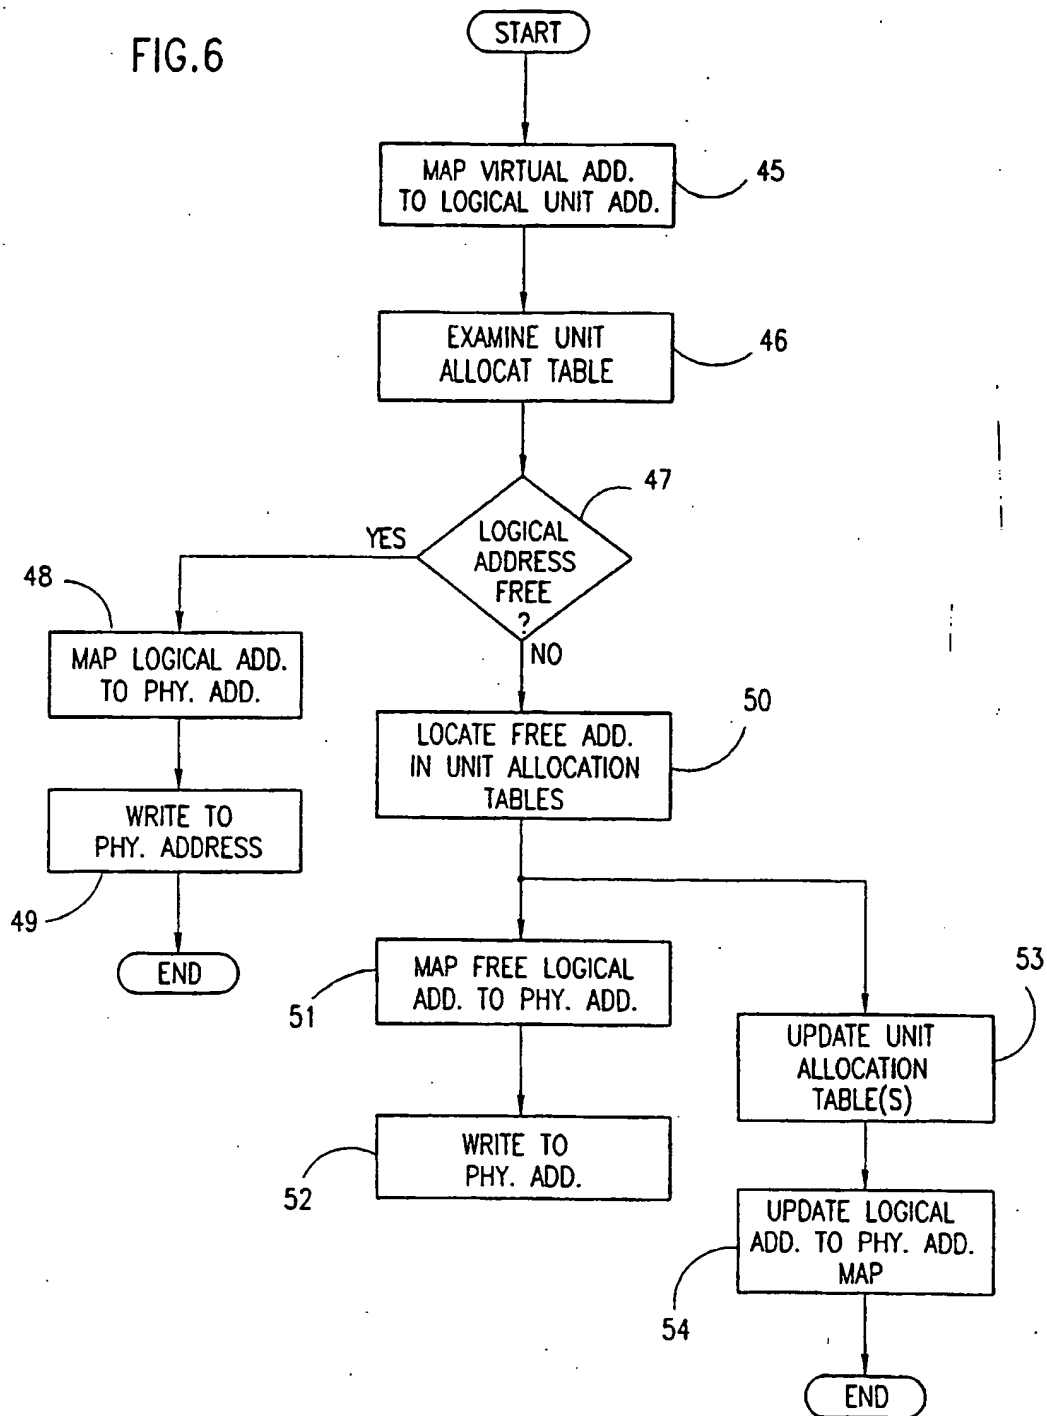 FIG.6
START
MAP VIRTUAL ADD.
TO LOGICAL UNIT ADD.
45
EXAMINE UNIT
ALLOCAT TABLE
46
47
LOGICAL
ADDRESS
FREE
?
YES
NO
48
MAP LOGICAL ADD.
TO PHY. ADD.
WRITE TO
PHY. ADDRESS
49
END
50
LOCATE FREE ADD.
IN UNIT ALLOCATION
TABLES
MAP FREE LOGICAL
ADD. TO PHY. ADD.
51
WRITE TO
PHY. ADD.
52
53
UPDATE UNIT
ALLOCATION
TABLE(S)
UPDATE LOGICAL
ADD. TO PHY. ADD.
MAP
54
END